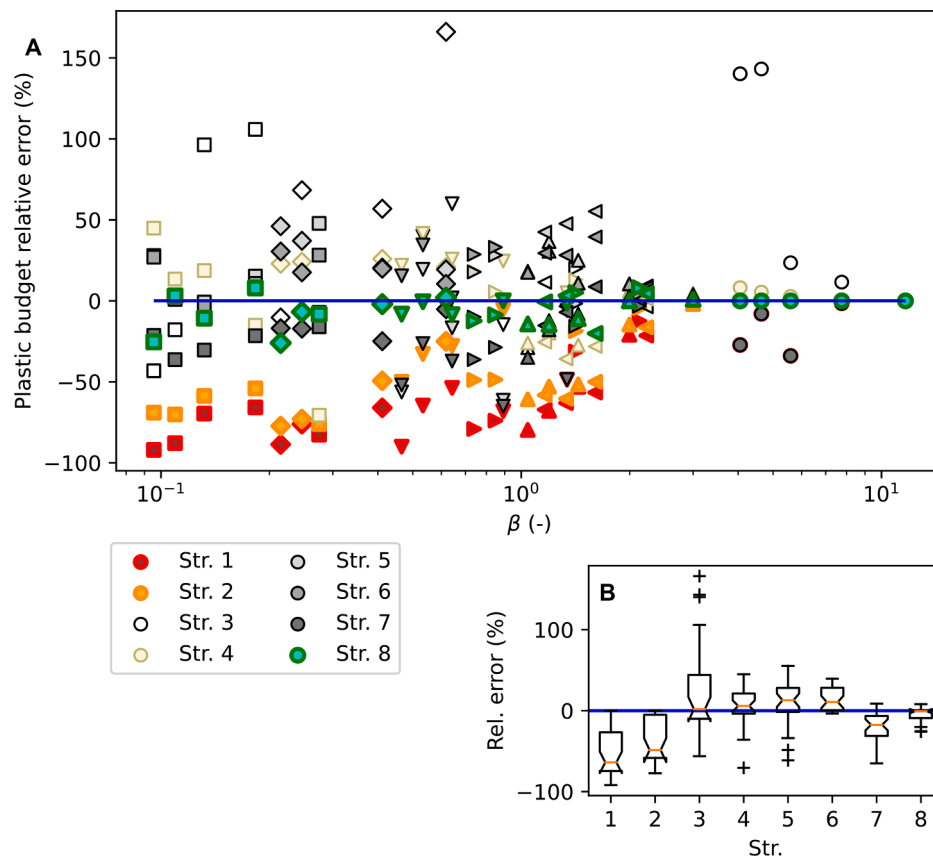 A
Plastic budget relative error (%)
150
100
50
0
−50
−100
10⁻¹
10⁰
10¹
β (-)
Str. 1
Str. 2
Str. 3
Str. 4
Str. 5
Str. 6
Str. 7
Str. 8
B
Rel. error (%)
100
0
−100
1 2 3 4 5 6 7 8
Str.